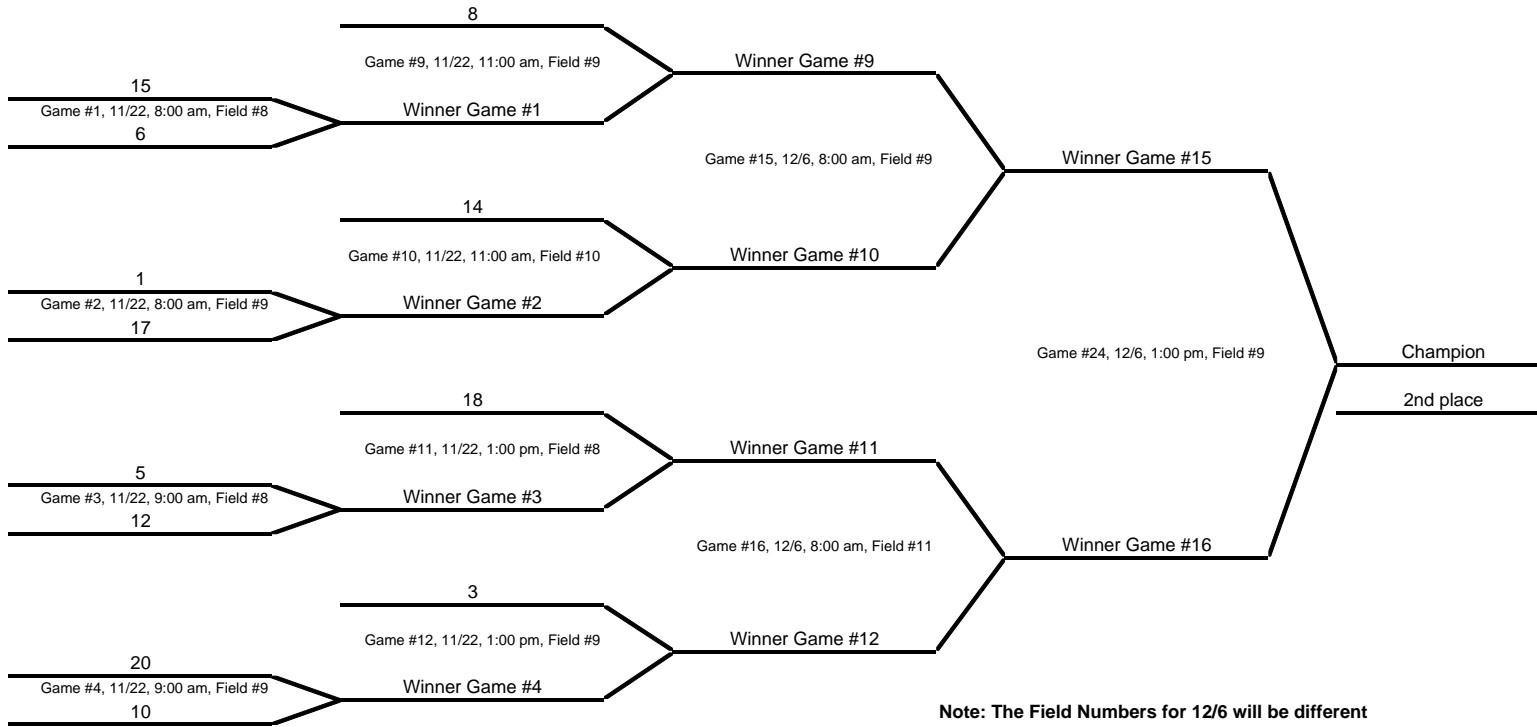 8
Game #9, 11/22, 11:00 am, Field #9
Winner Game #9
15
Game #1, 11/22, 8:00 am, Field #8
Winner Game #1
6
Game #15, 12/6, 8:00 am, Field #9
Winner Game #15
14
Game #10, 11/22, 11:00 am, Field #10
Winner Game #10
1
Game #2, 11/22, 8:00 am, Field #9
Winner Game #2
17
Game #24, 12/6, 1:00 pm, Field #9
Champion
2nd place
18
Game #11, 11/22, 1:00 pm, Field #8
Winner Game #11
5
Game #3, 11/22, 9:00 am, Field #8
Winner Game #3
12
Game #16, 12/6, 8:00 am, Field #11
Winner Game #16
3
Game #12, 11/22, 1:00 pm, Field #9
Winner Game #12
20
Game #4, 11/22, 9:00 am, Field #9
Winner Game #4
10
Note: The Field Numbers for 12/6 will be different